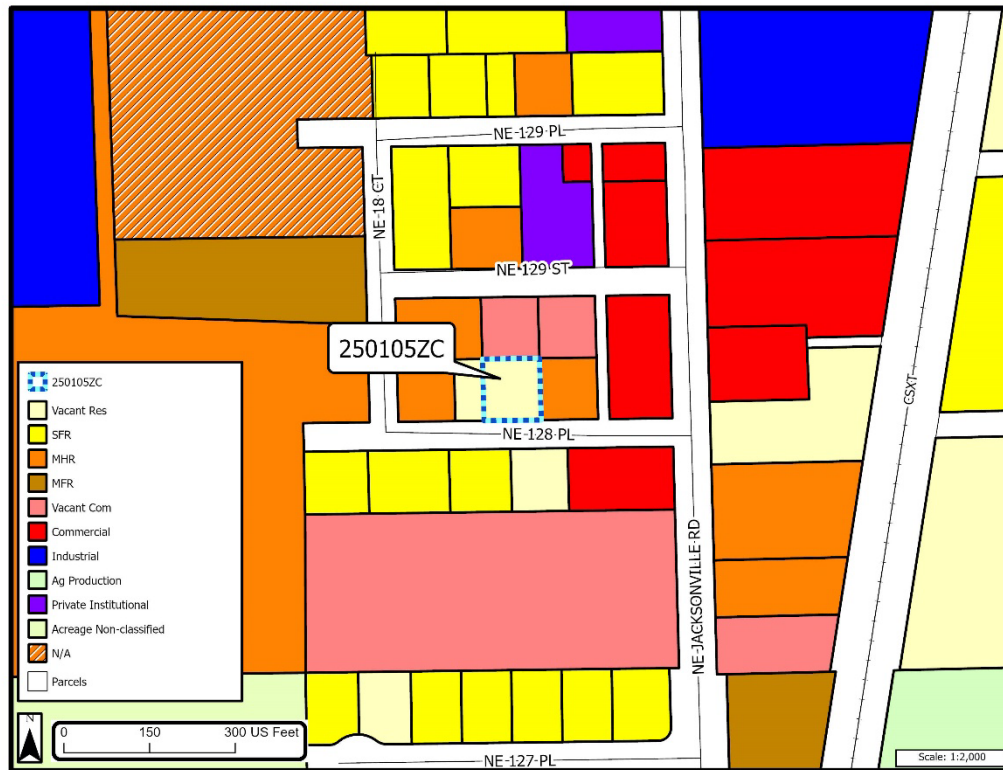 NE 129 PL
NE 18 CT
NE 129 ST
250105ZC
NE 128 PL
CSXT
NE JACKSONVILLE RD
250105ZC
Vacant Res
SFR
MHR
MFR
Vacant Com
Commercial
Industrial
Ag Production
Private Institutional
Acreage Non-classified
N/A
Parcels
N
0 150 300 US Feet
NE 127 PL
Scale: 1:2,000